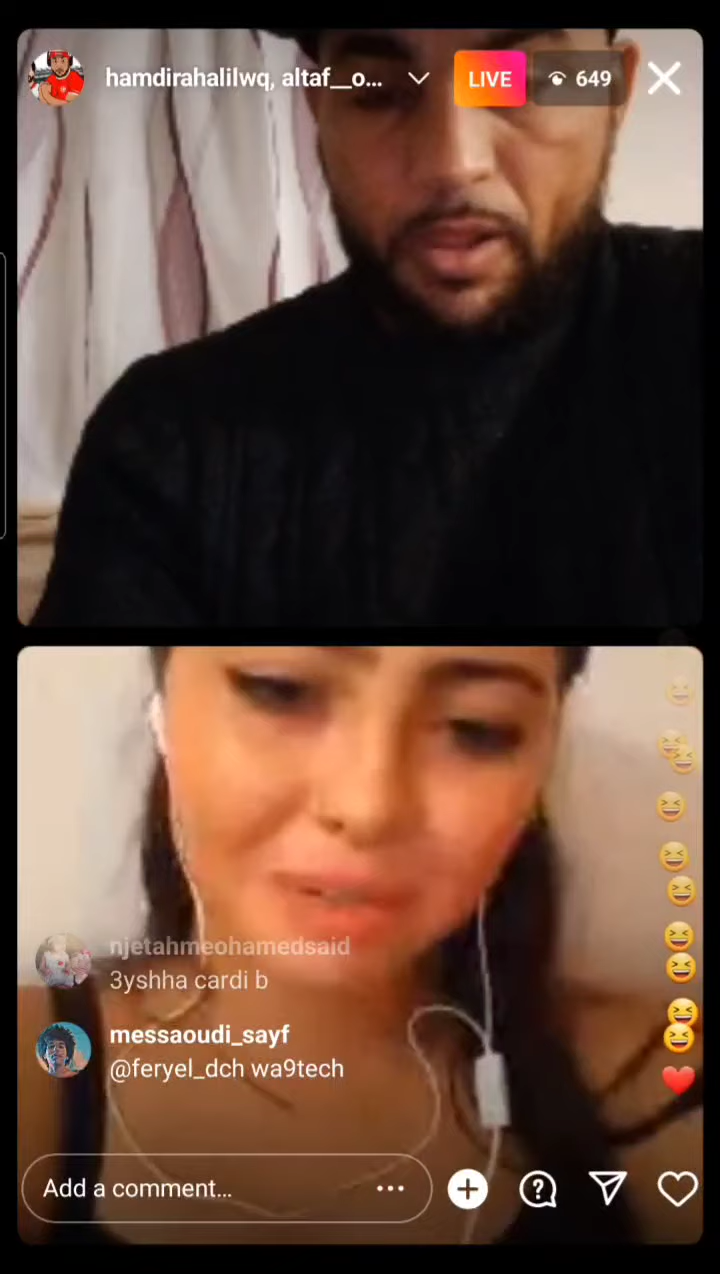 hamdirahalilwq, altaf__o...
LIVE
649
njetahmeohamedsaid
3yshha cardi b
messaoudi_sayf
@feryel_dch wa9tech
Add a comment...